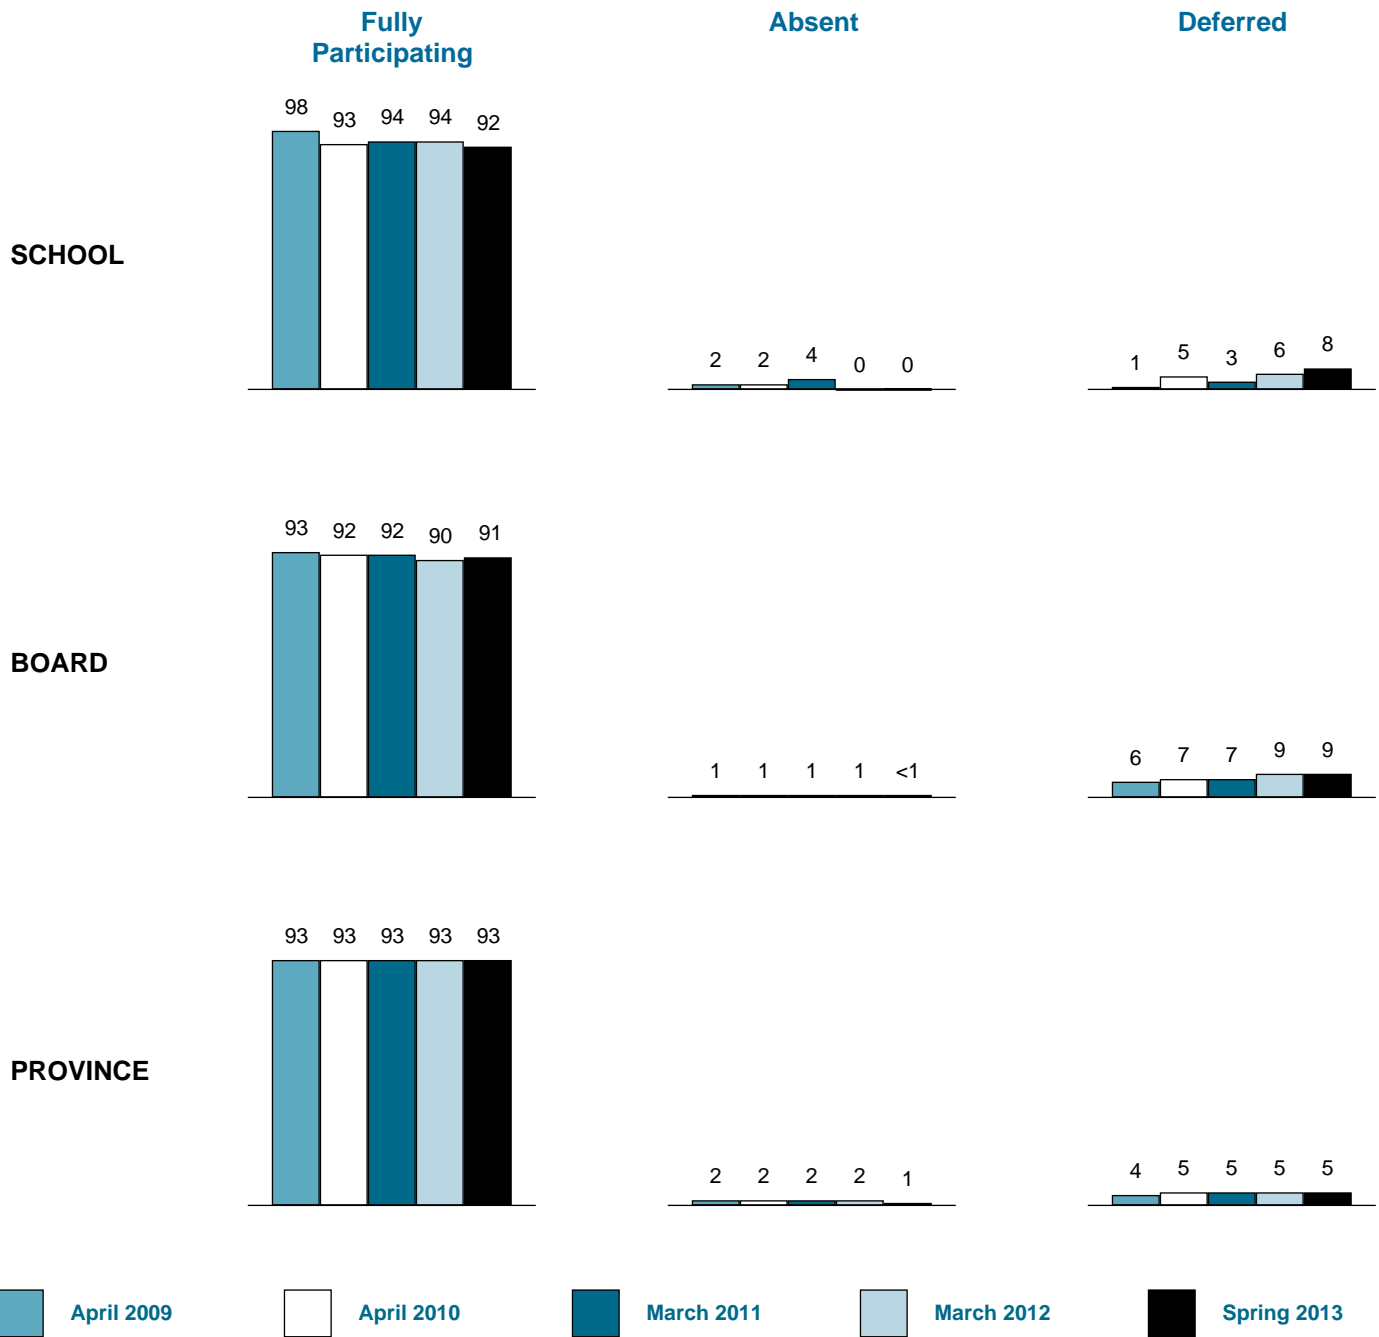 Fully
Participating
Absent
Deferred
98 93 94 94 92
2 2 4 0 0
1 5 3 6 8
SCHOOL
93 92 92 90 91
1 1 1 1 <1
6 7 7 9 9
BOARD
93 93 93 93 93
2 2 2 2 1
4 5 5 5 5
PROVINCE
April 2009
April 2010
March 2011
March 2012
Spring 2013